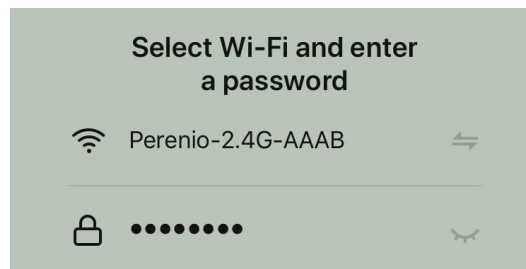 Select Wi-Fi and enter
a password
Perenio-2.4G-AAAB
••••••••